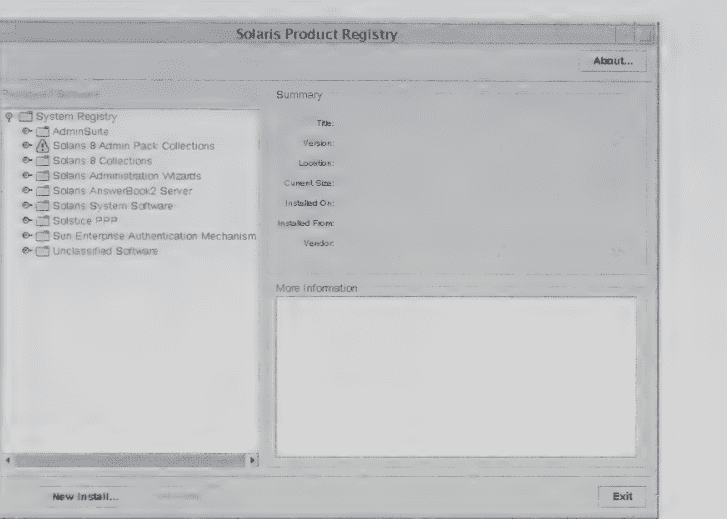 Solaris Product Registry
About...
Registered Software
System Registry
AdminSuite
Solaris 8 Admin Pack Collections
Solaris 8 Collections
Solaris Administration Wizards
Solaris AnswerBook2 Server
Solaris System Software
Solstice PPP
Sun Enterprise Authentication Mechanism
Unclassified Software
Summary
Title:
Version:
Location:
Current Size:
Installed On:
Installed From:
Vendor:
More Information
New Install...
Exit